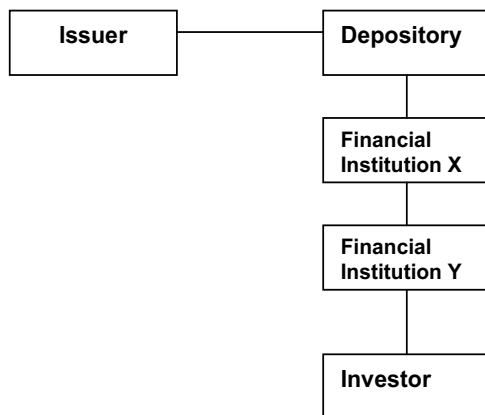 Issuer
Depository
Financial
Institution X
Financial
Institution Y
Investor